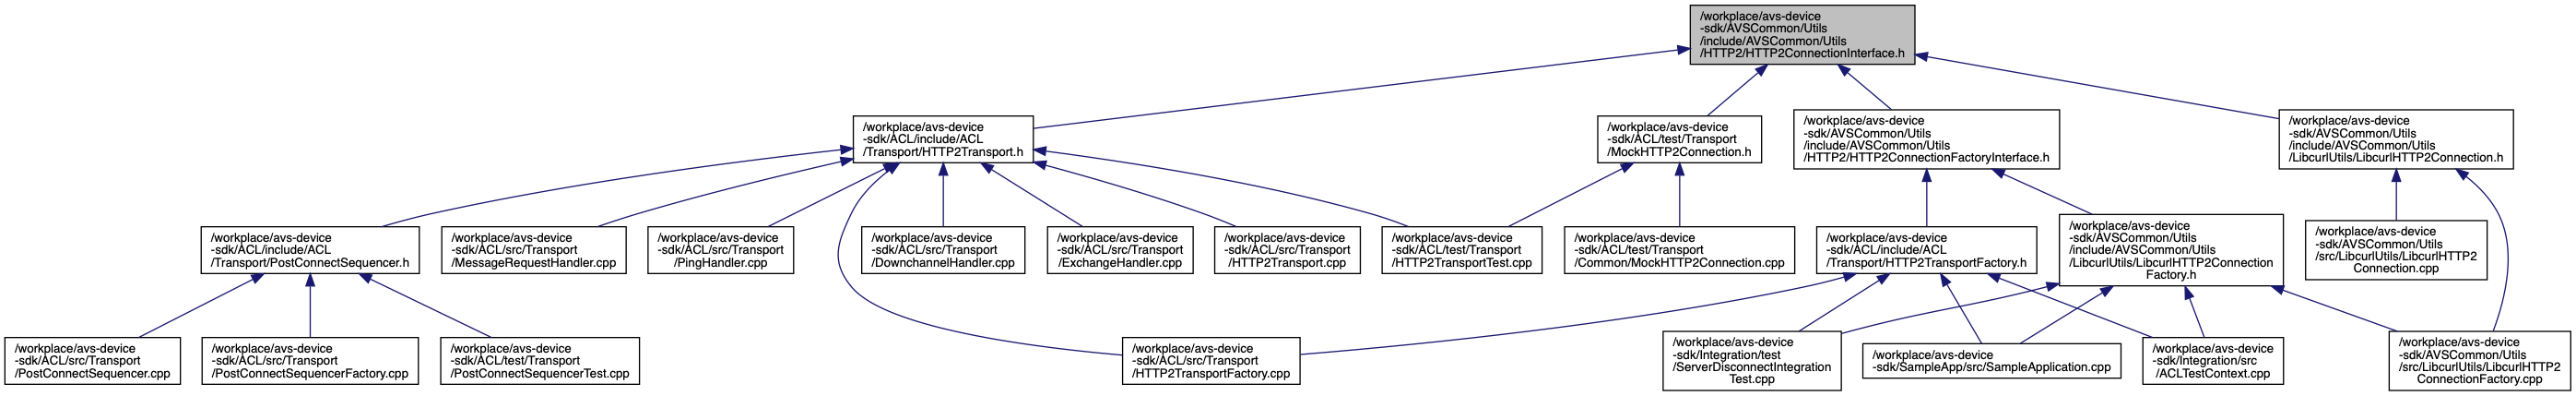 /workplace/avs-device
-sdk/AVSCommon/Utils
/include/AVSCommon/Utils
/HTTP2/HTTP2ConnectionInterface.h
/workplace/avs-device
-sdk/ACL/include/ACL
/Transport/HTTP2Transport.h
/workplace/avs-device
-sdk/ACL/test/Transport
/MockHTTP2Connection.h
/workplace/avs-device
-sdk/AVSCommon/Utils
/include/AVSCommon/Utils
/HTTP2/HTTP2ConnectionFactoryInterface.h
/workplace/avs-device
-sdk/AVSCommon/Utils
/include/AVSCommon/Utils
/LibcurlUtils/LibcurlHTTP2Connection.h
/workplace/avs-device
-sdk/ACL/include/ACL
/Transport/PostConnectSequencer.h
/workplace/avs-device
-sdk/ACL/src/Transport
/MessageRequestHandler.cpp
/workplace/avs-device
-sdk/ACL/src/Transport
/PingHandler.cpp
/workplace/avs-device
-sdk/ACL/src/Transport
/DownchannelHandler.cpp
/workplace/avs-device
-sdk/ACL/src/Transport
/ExchangeHandler.cpp
/workplace/avs-device
-sdk/ACL/src/Transport
/HTTP2Transport.cpp
/workplace/avs-device
-sdk/ACL/test/Transport
/HTTP2TransportTest.cpp
/workplace/avs-device
-sdk/ACL/test/Transport
/Common/MockHTTP2Connection.cpp
/workplace/avs-device
-sdk/ACL/include/ACL
/Transport/HTTP2TransportFactory.h
/workplace/avs-device
-sdk/AVSCommon/Utils
/include/AVSCommon/Utils
/LibcurlUtils/LibcurlHTTP2Connection
Factory.h
/workplace/avs-device
-sdk/AVSCommon/Utils
/src/LibcurlUtils/LibcurlHTTP2
Connection.cpp
/workplace/avs-device
-sdk/ACL/src/Transport
/PostConnectSequencer.cpp
/workplace/avs-device
-sdk/ACL/src/Transport
/PostConnectSequencerFactory.cpp
/workplace/avs-device
-sdk/ACL/test/Transport
/PostConnectSequencerTest.cpp
/workplace/avs-device
-sdk/ACL/src/Transport
/HTTP2TransportFactory.cpp
/workplace/avs-device
-sdk/Integration/test
/ServerDisconnectIntegration
Test.cpp
/workplace/avs-device
-sdk/SampleApp/src/SampleApplication.cpp
/workplace/avs-device
-sdk/Integration/src
/ACLTestContext.cpp
/workplace/avs-device
-sdk/AVSCommon/Utils
/src/LibcurlUtils/LibcurlHTTP2
ConnectionFactory.cpp